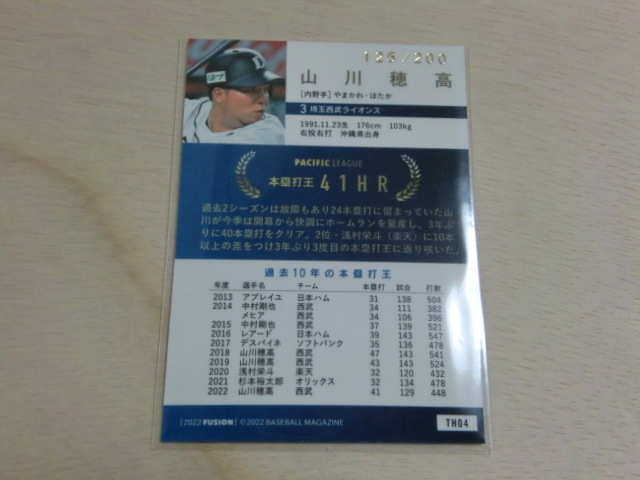 125/200
山川穂高
[内野手] やまかわ・ほたか
3 埼玉西武ライオンズ
1991.11.23生 176cm 103kg
右投右打 沖縄県出身
PACIFIC LEAGUE
本塁打王 41HR
過去2シーズンは故障もあり24本塁打に留まっていた山
川が今季は開幕から快調にホームランを量産し、3年ぶ
りに40本塁打をクリア。2位・浅村栄斗（楽天）に10本
以上の差をつけ3年ぶり3度目の本塁打王に返り咲いた。
過去10年の本塁打王
年度 選手名 チーム 本塁打 試合 打数
2013 アブレイユ 日本ハム 31 138 504
2014 中村剛也 西武 34 111 382
メヒア 西武 34 106 396
2015 中村剛也 西武 37 139 521
2016 レアード 日本ハム 39 143 547
2017 デスパイネ ソフトバンク 35 136 478
2018 山川穂高 西武 47 143 541
2019 山川穂高 西武 43 143 524
2020 浅村栄斗 楽天 32 120 432
2021 杉本裕太郎 オリックス 32 134 478
2022 山川穂高 西武 41 129 448
[2022 FUSION] ©2022 BASEBALL MAGAZINE
TH04